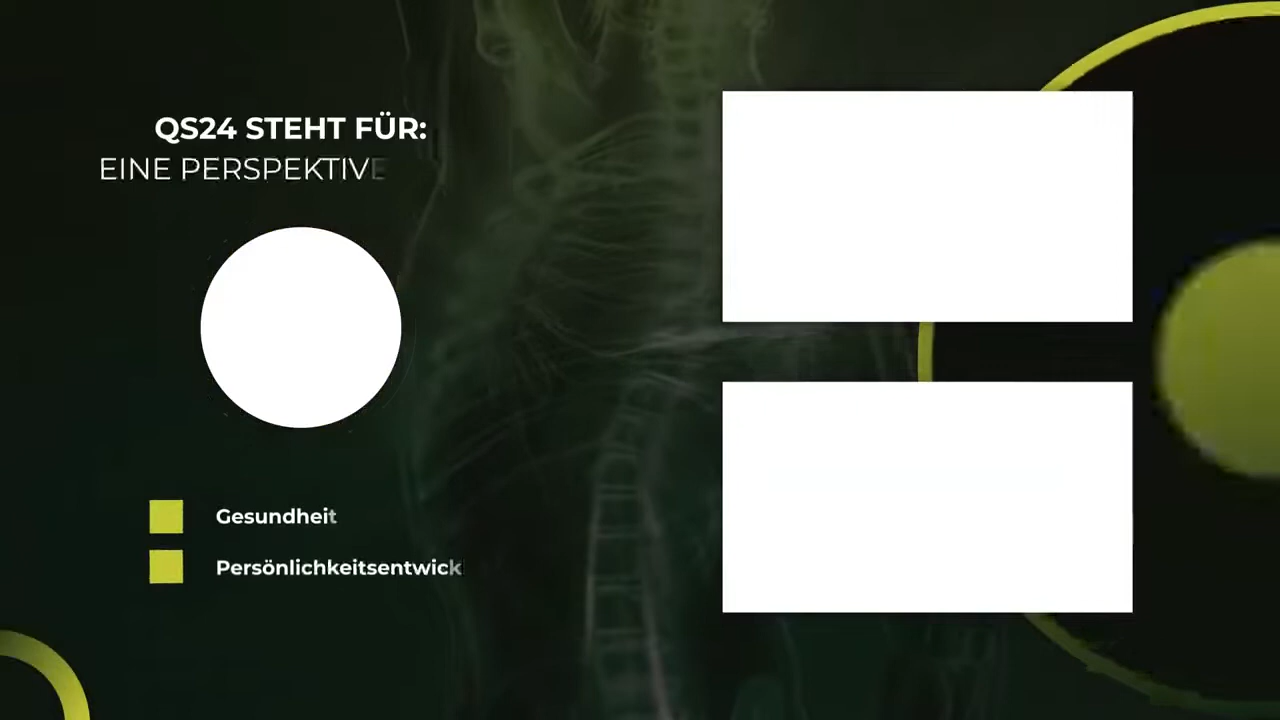 QS24 STEHT FÜR:
EINE PERSPEKTIVE
Gesundheit
Persönlichkeitsentwick